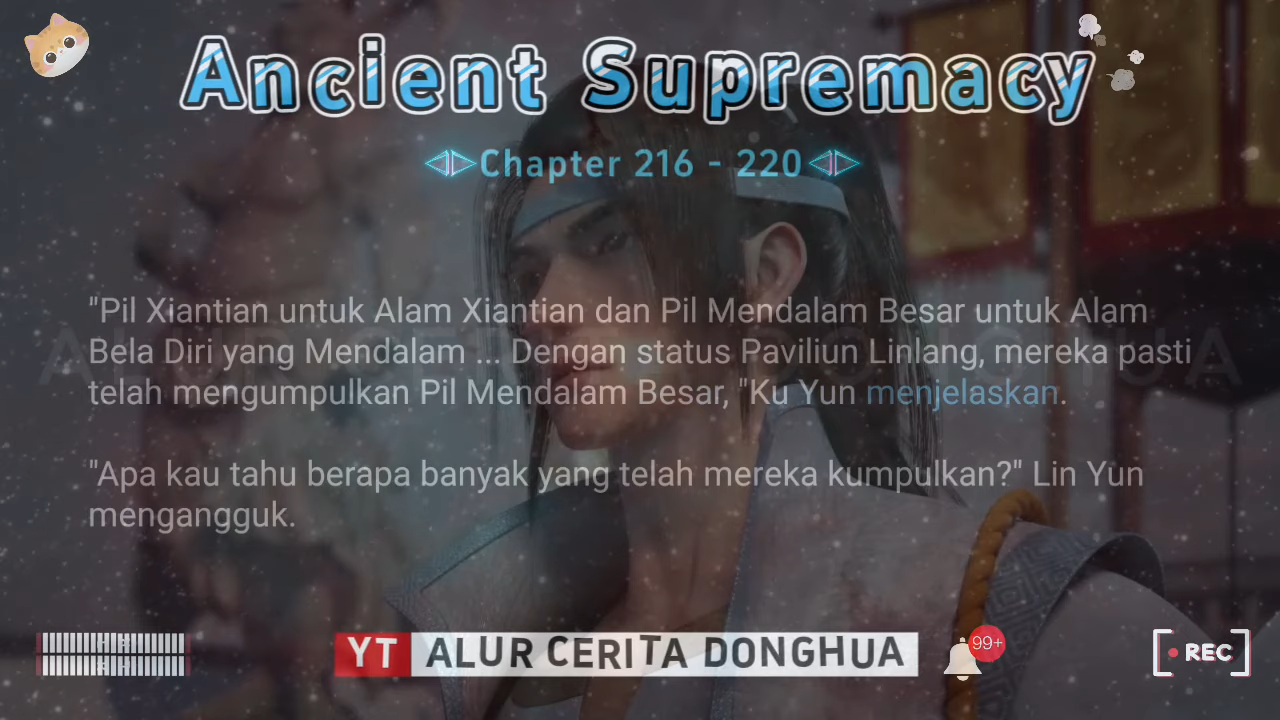 Ancient Supremacy
Chapter 216 - 220
"Pil Xiantian untuk Alam Xiantian dan Pil Mendalam Besar untuk Alam
Bela Diri yang Mendalam ... Dengan status Paviliun Linlang, mereka pasti
telah mengumpulkan Pil Mendalam Besar, "Ku Yun menjelaskan.
"Apa kau tahu berapa banyak yang telah mereka kumpulkan?" Lin Yun
mengangguk.
YT ALUR CERITA DONGHUA
99+
REC